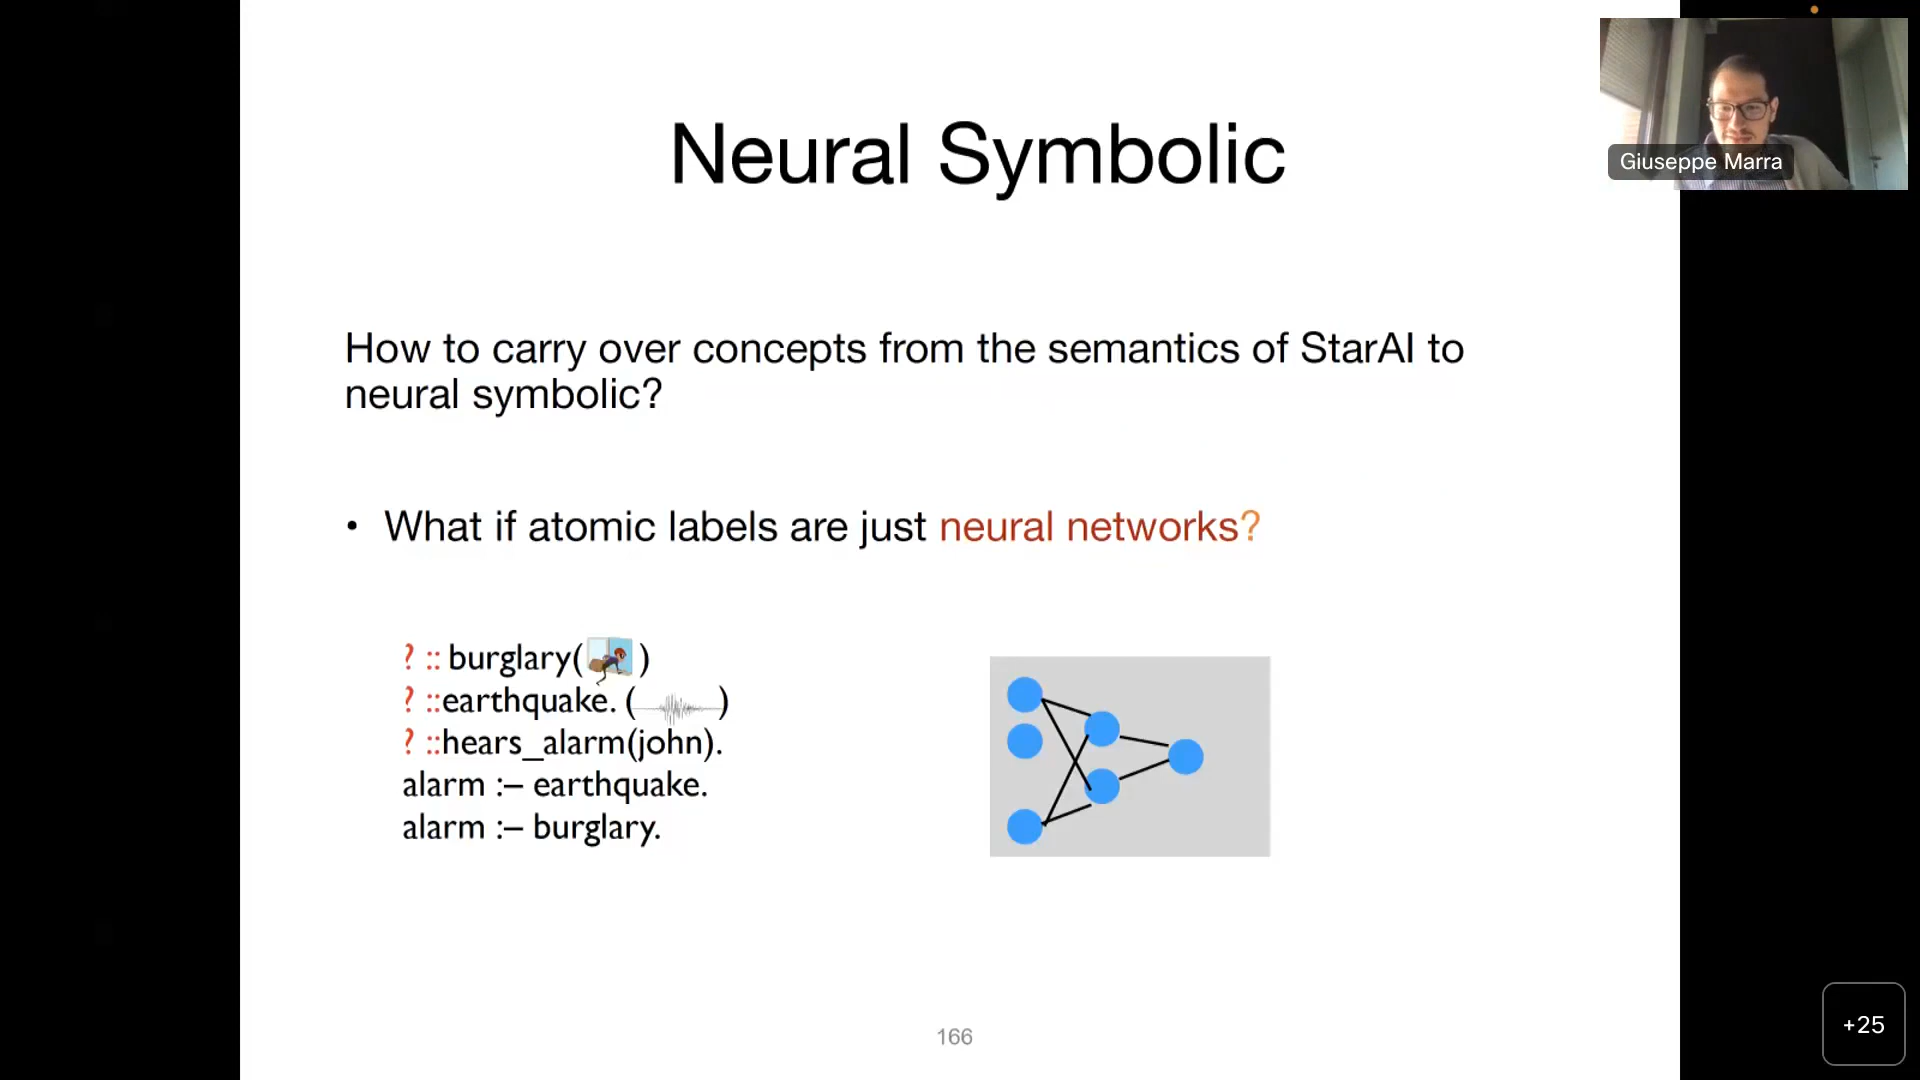 Neural Symbolic
Giuseppe Marra
How to carry over concepts from the semantics of StarAI to
neural symbolic?
• What if atomic labels are just neural networks?
? :: burglary( )
? ::earthquake. ( )
? ::hears_alarm(john).
alarm :– earthquake.
alarm :– burglary.
166
+25